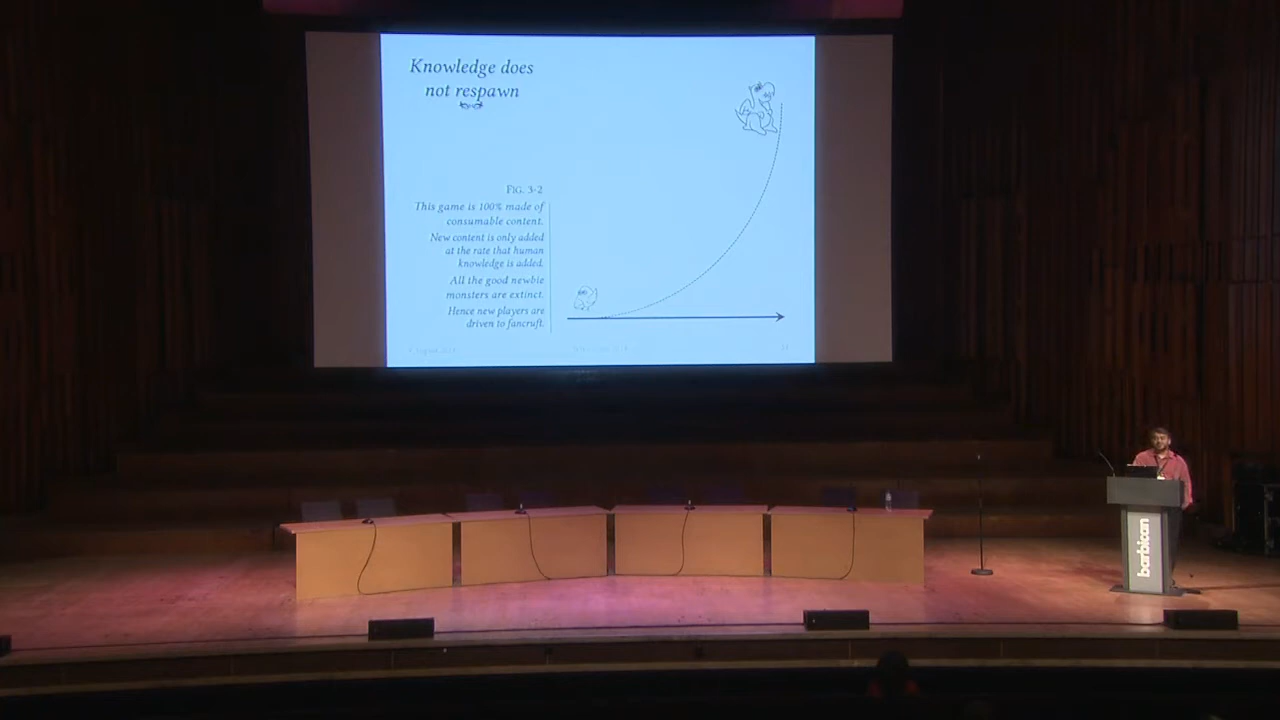 Knowledge does
not respawn
FIG. 3-2
This game is 100% made of
consumable content.
New content is only added
at the rate that human
knowledge is added.
All the good newbie
monsters are extinct.
Hence new players are
driven to fancruft.
barbican